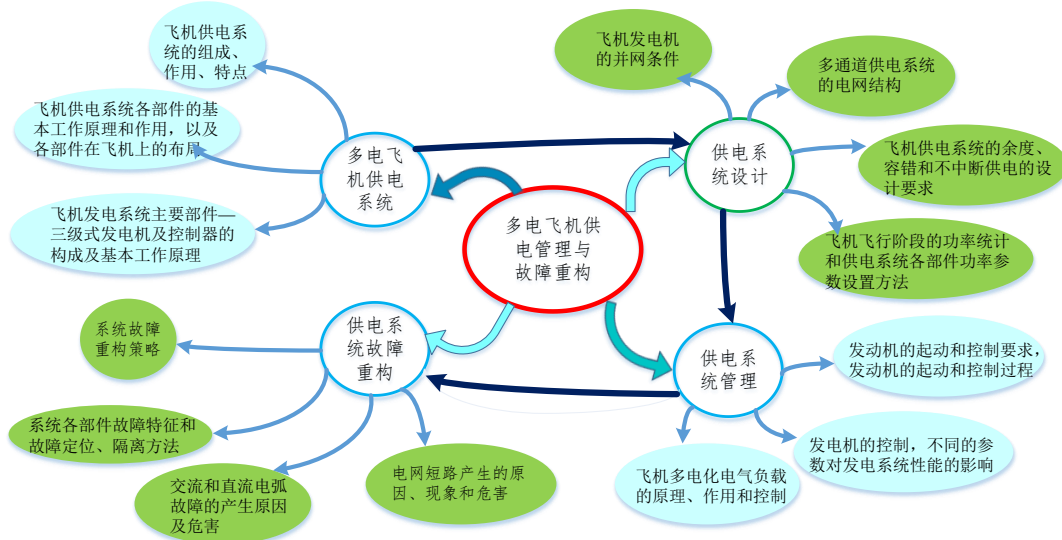 飞机供电系
统的组成、
作用、特点
飞机供电系统各部件的基
本工作原理和作用，以及
各部件在飞机上的布局
飞机发电系统主要部件—
三级式发电机及控制器的
构成及基本工作原理
多电飞
机供电
系统
多电飞机供
电管理与
故障重构
飞机发电机
的并网条件
多通道供电系统
的电网结构
供电系
统设计
飞机供电系统的余度、
容错和不中断供电的设
计要求
飞机飞行阶段的功率统计
和供电系统各部件功率参
数设置方法
供电系
统管理
发动机的起动和控制要求，
发动机的起动和控制过程
发电机的控制，不同的参
数对发电系统性能的影响
飞机多电化电气负载
的原理、作用和控制
供电系
统故障
重构
系统故障
重构策略
系统各部件故障特征和
故障定位、隔离方法
交流和直流电弧
故障的产生原因
及危害
电网短路产生的原
因、现象和危害